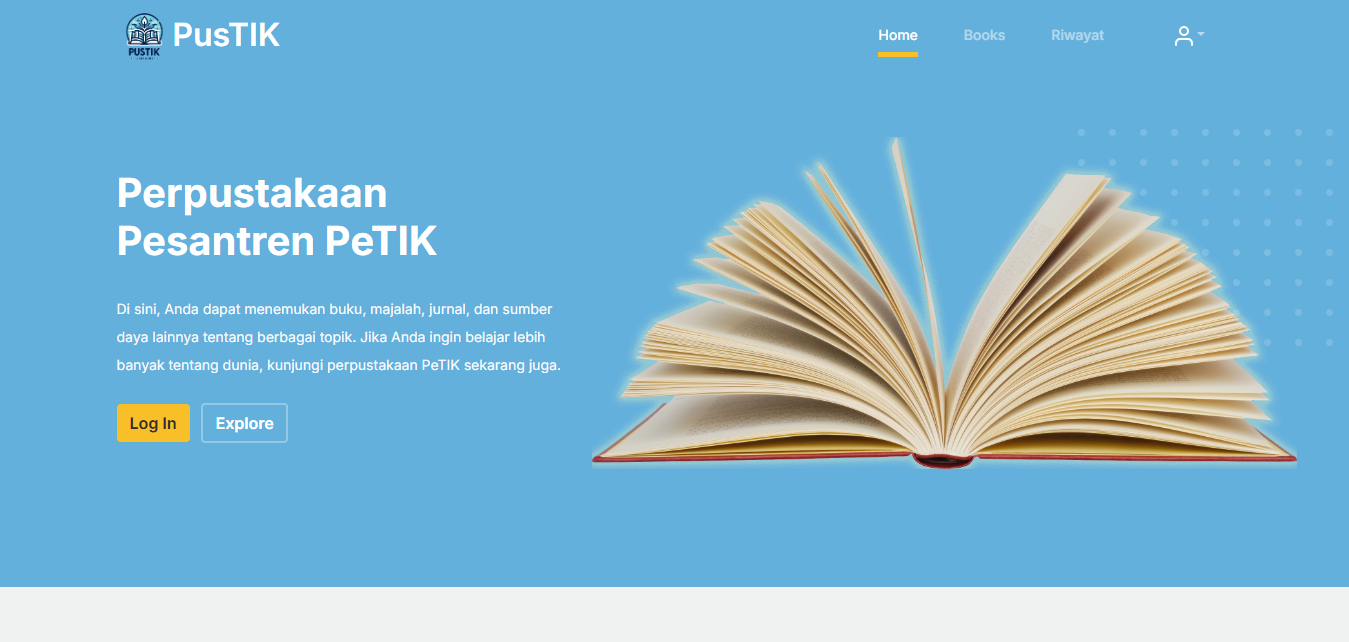 PUSTIK
PusTIK
Home
Books
Riwayat
Perpustakaan
Pesantren PeTIK
Di sini, Anda dapat menemukan buku, majalah, jurnal, dan sumber
daya lainnya tentang berbagai topik. Jika Anda ingin belajar lebih
banyak tentang dunia, kunjungi perpustakaan PeTIK sekarang juga.
Log In
Explore